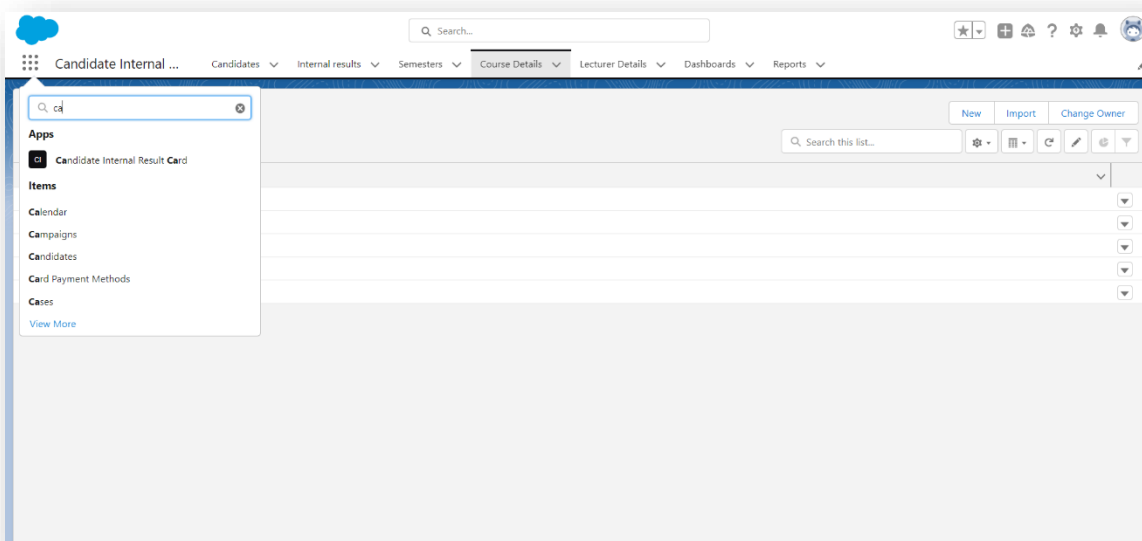 Search...
Candidate Internal ... Candidates Internal results Semesters Course Details Lecturer Details Dashboards Reports
ca
New Import Change Owner
Apps
Search this list...
CI Candidate Internal Result Card
Items
Calendar
Campaigns
Candidates
Card Payment Methods
Cases
View More